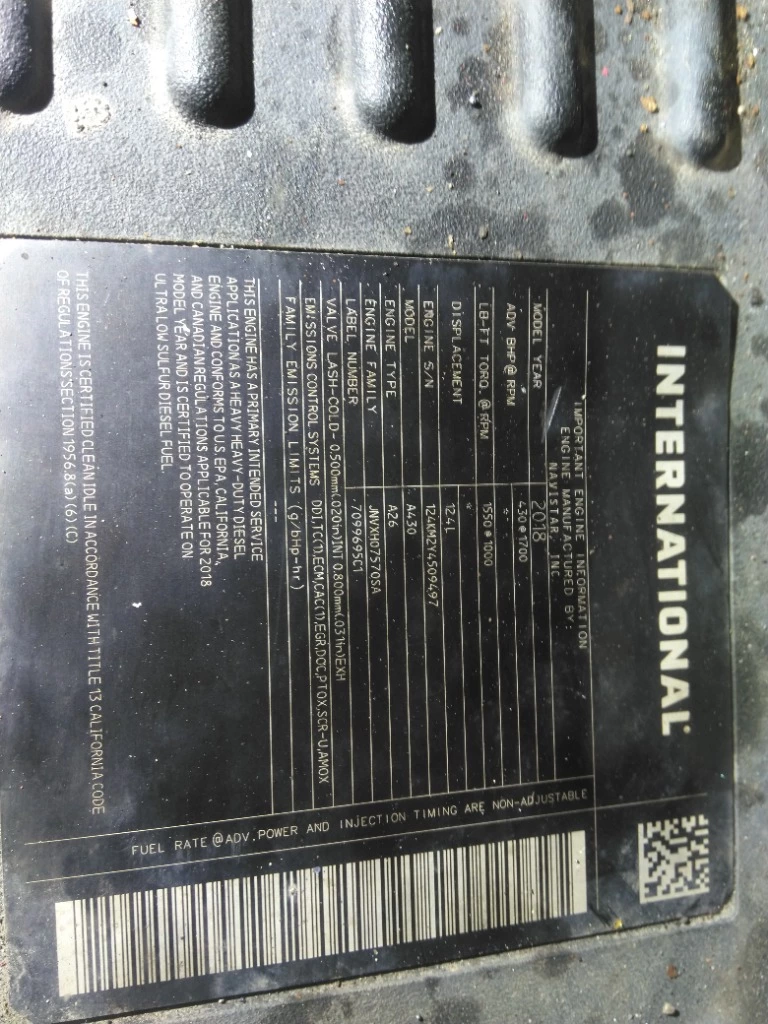 INTERNATIONAL
IMPORTANT ENGINE INFORMATION
ENGINE MANUFACTURED BY:
NAVISTAR, INC
MODEL YEAR 2018
ADV BHP @ RPM 430 @ 1700
LB-FT TORQ. @ RPM 1550 @ 1000
*
DISPLACEMENT 12.4L
ENGINE S/N 124KM2Y4509497
MODEL A430
ENGINE TYPE A26
ENGINE FAMILY JNVXH07570SA
LABEL NUMBER 7099695C1
VALVE LASH-COLD- 0.500mm(.020in)INT 0.800mm(.031in)EXH
EMISSIONS CONTROL SYSTEMS DDI,TC(1),ECM,CAC(1),EGR,DOC,PTOX,SCR-U,AMOX
FAMILY EMISSION LIMITS (g/bHp-hr)
---
THIS ENGINE HAS A PRIMARY INTENDED SERVICE
APPLICATION AS A HEAVY HEAVY-DUTY DIESEL
ENGINE AND CONFORMS TO U.S EPA, CALIFORNIA,
AND CANADIAN REGULATIONS APPLICABLE FOR 2018
MODEL YEAR AND IS CERTIFIED TO OPERATE ON
ULTRA LOW SULFUR DIESEL FUEL
THIS ENGINE IS CERTIFIED CLEAN IDLE IN ACCORDANCE WITH TITLE 13 CALIFORNIA CODE
OF REGULATIONS SECTION 1956.8(a)(6)(C)
FUEL RATE @ADV.POWER AND INJECTION TIMING ARE NON-ADJUSTABLE